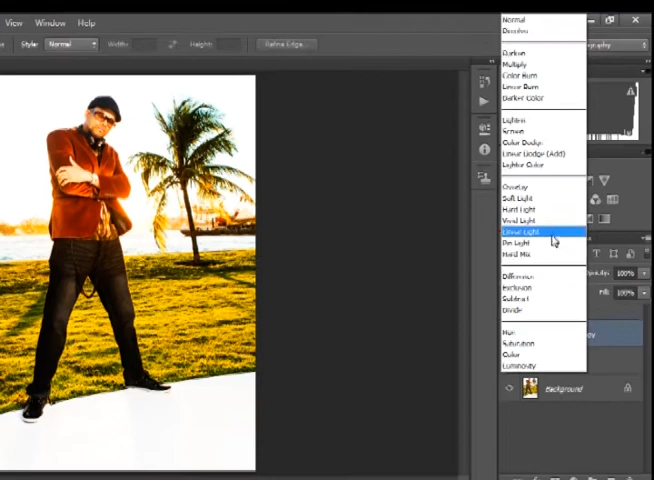 View Window Help
Style: Normal Width: Height: Refine Edge...
Normal
Dissolve
Darken
Multiply
Color Burn
Linear Burn
Darker Color
Lighten
Screen
Color Dodge
Linear Dodge (Add)
Lighter Color
Overlay
Soft Light
Hard Light
Vivid Light
Linear Light
Pin Light
Hard Mix
Difference
Exclusion
Subtract
Divide
Hue
Saturation
Color
Luminosity
Opacity: 100%
Fill: 100%
Background